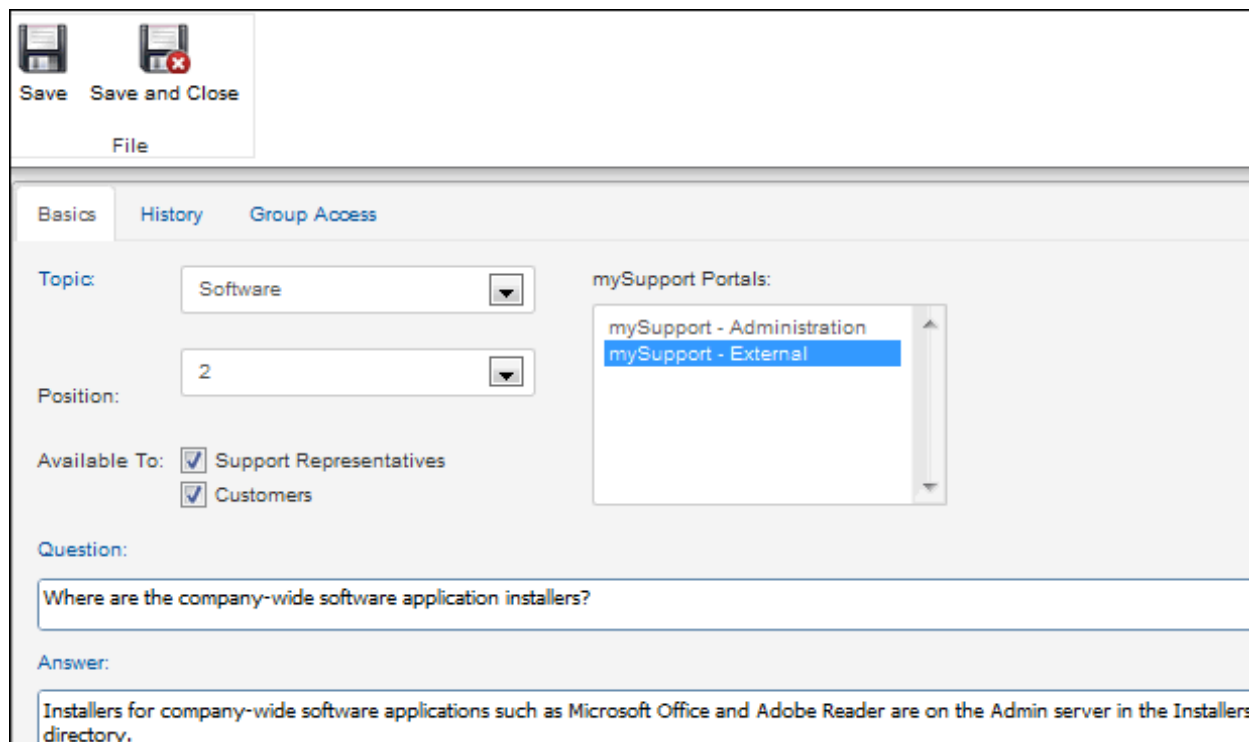 Save Save and Close
File
Basics History Group Access
Topic: Software
mySupport Portals:
mySupport - Administration
mySupport - External
Position: 2
Available To: Support Representatives
Customers
Question:
Where are the company-wide software application installers?
Answer:
Installers for company-wide software applications such as Microsoft Office and Adobe Reader are on the Admin server in the Installers
directory.